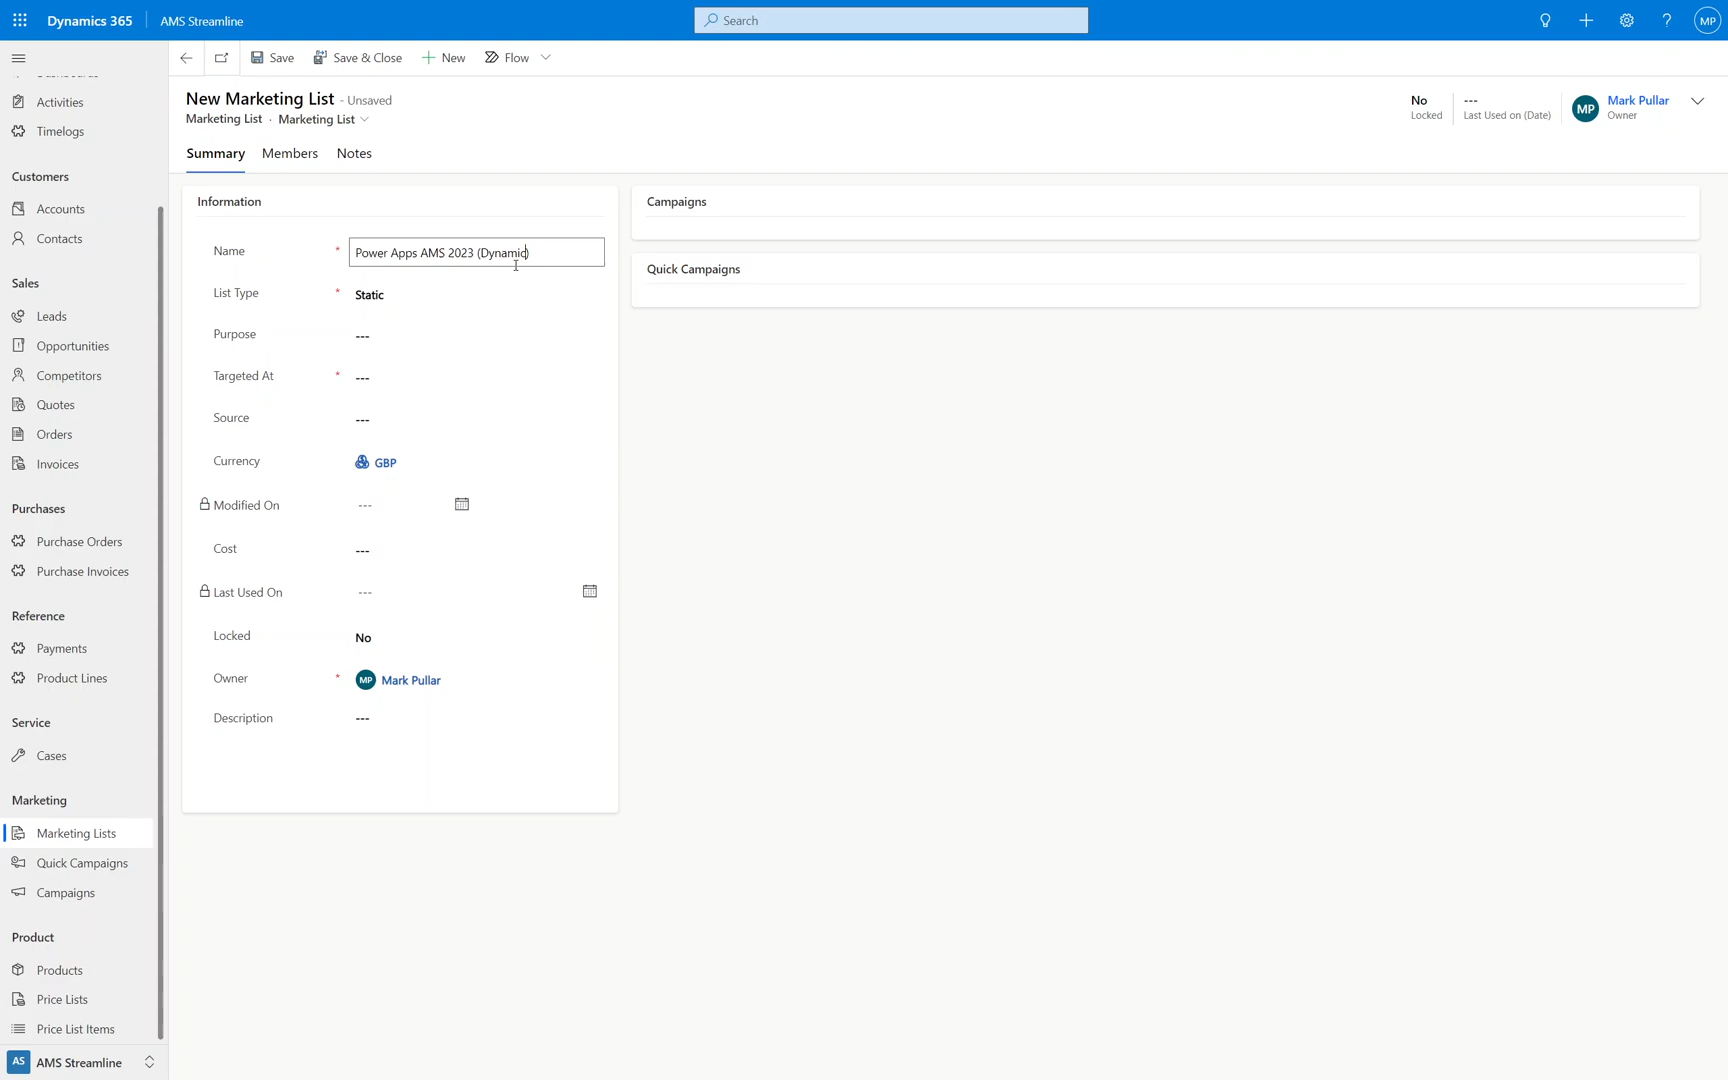 Dynamics 365
AMS Streamline
Search
MP
Save
Save & Close
New
Flow
Activities
Timelogs
Customers
Accounts
Contacts
Sales
Leads
Opportunities
Competitors
Quotes
Orders
Invoices
Purchases
Purchase Orders
Purchase Invoices
Reference
Payments
Product Lines
Service
Cases
Marketing
Marketing Lists
Quick Campaigns
Campaigns
Product
Products
Price Lists
Price List Items
AS AMS Streamline
New Marketing List - Unsaved
Marketing List · Marketing List
No
Locked
---
Last Used on (Date)
MP
Mark Pullar
Owner
Summary
Members
Notes
Information
Name * Power Apps AMS 2023 (Dynamic)
List Type * Static
Purpose ---
Targeted At * ---
Source ---
Currency GBP
Modified On ---
Cost ---
Last Used On ---
Locked No
Owner * MP Mark Pullar
Description ---
Campaigns
Quick Campaigns